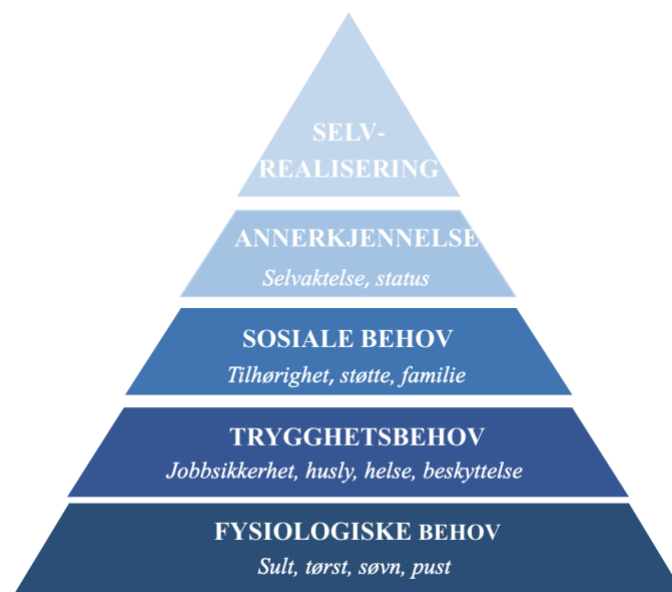 SELV-
REALISERING
ANNERKJENNELSE
Selvaktelse, status
SOSIALE BEHOV
Tilhørighet, støtte, familie
TRYGGHETSBEHOV
Jobbsikkerhet, husly, helse, beskyttelse
FYSIOLOGISKE BEHOV
Sult, tørst, søvn, pust